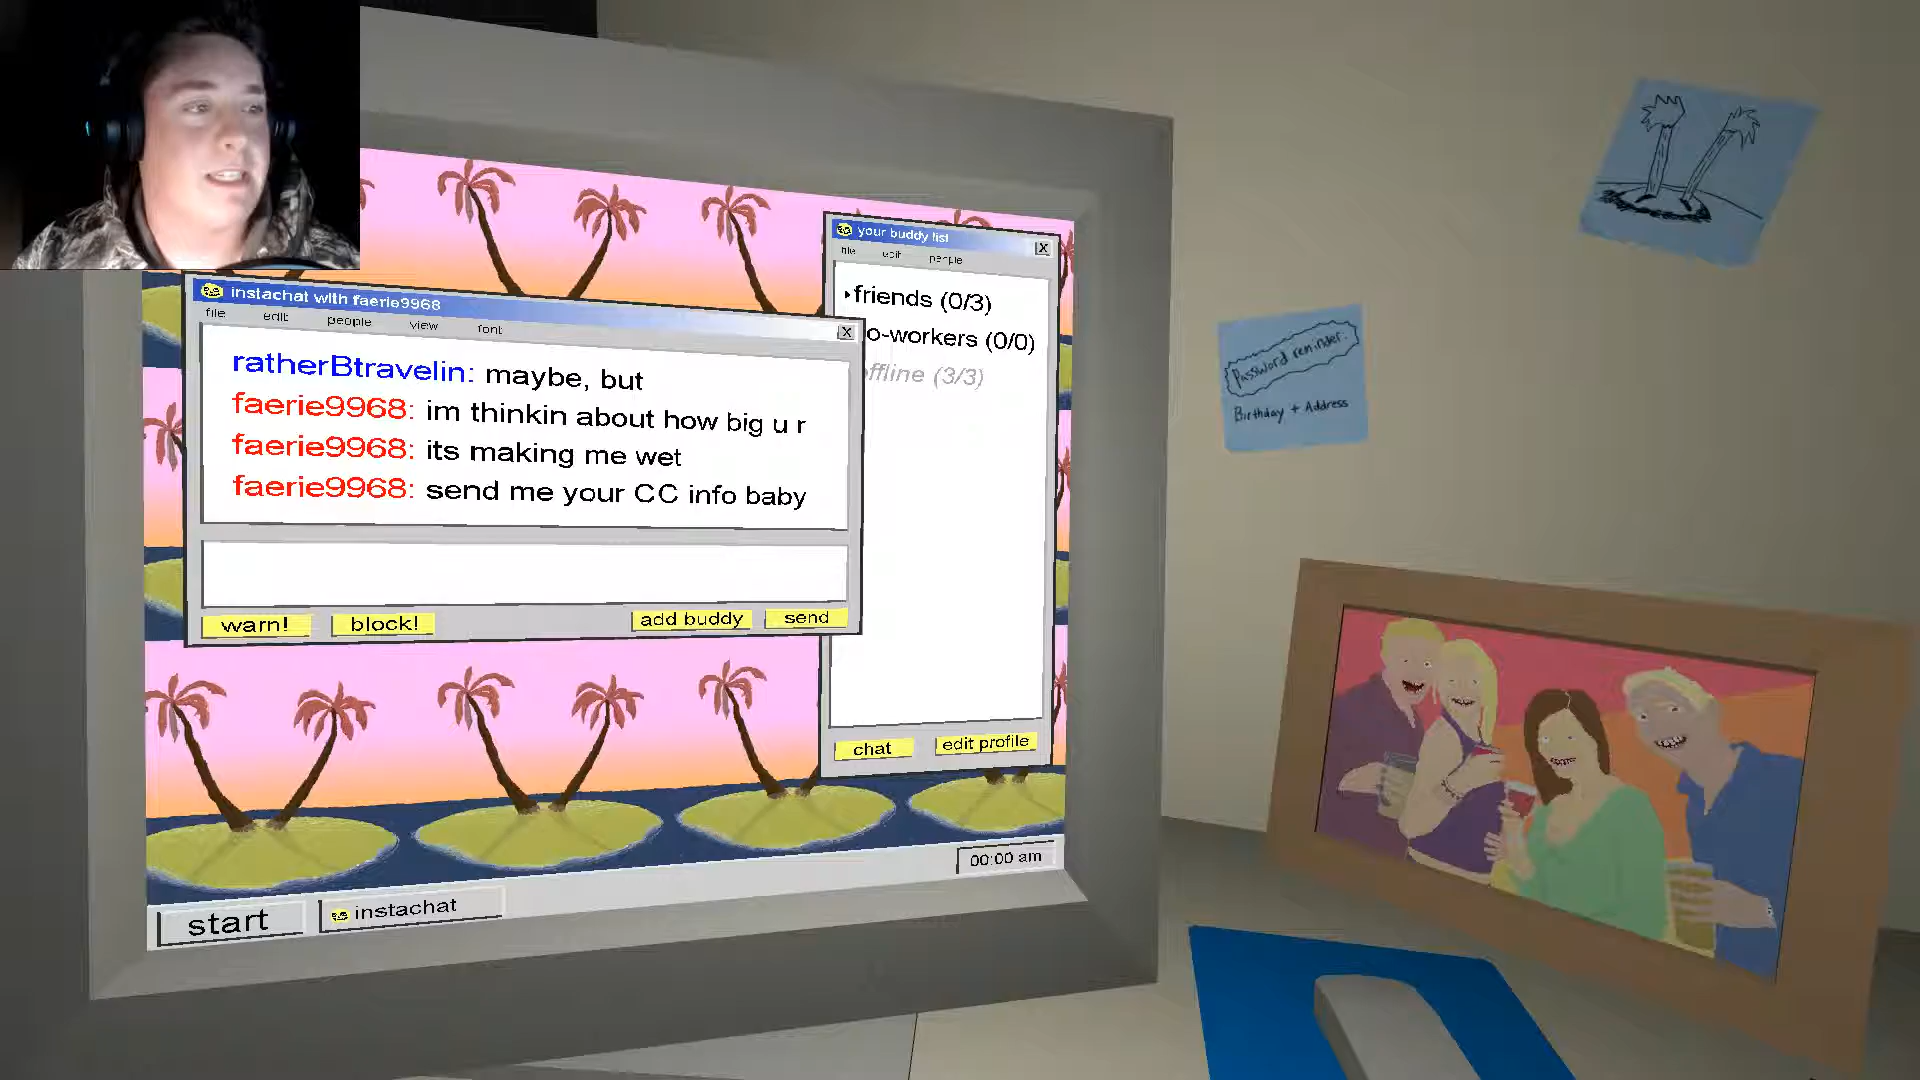 your buddy list
file edit people
friends (0/3)
o-workers (0/0)
ffline (3/3)
chat edit profile
instachat with faerie9968
file edit people view font
ratherBtravelin: maybe, but
faerie9968: im thinkin about how big u r
faerie9968: its making me wet
faerie9968: send me your CC info baby
warn! block! add buddy send
start instachat 00:00 am
Password reminder:
Birthday + Address